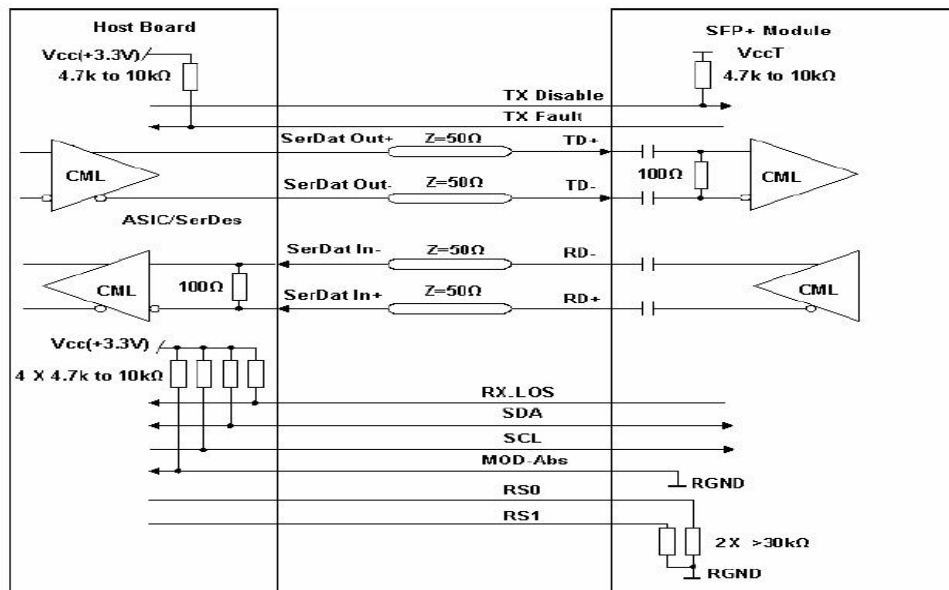 Host Board
SFP+ Module
Vcc(+3.3V)
4.7k to 10kΩ
VccT
4.7k to 10kΩ
TX Disable
TX Fault
SerDat Out+
Z=50Ω
TD+
CML
100Ω
CML
SerDat Out-
Z=50Ω
TD-
ASIC/SerDes
SerDat In-
Z=50Ω
RD-
CML
100Ω
CML
SerDat In+
Z=50Ω
RD+
Vcc(+3.3V)
4 X 4.7k to 10kΩ
RX-LOS
SDA
SCL
MOD-Abs
RGND
RS0
RS1
2X >30kΩ
RGND